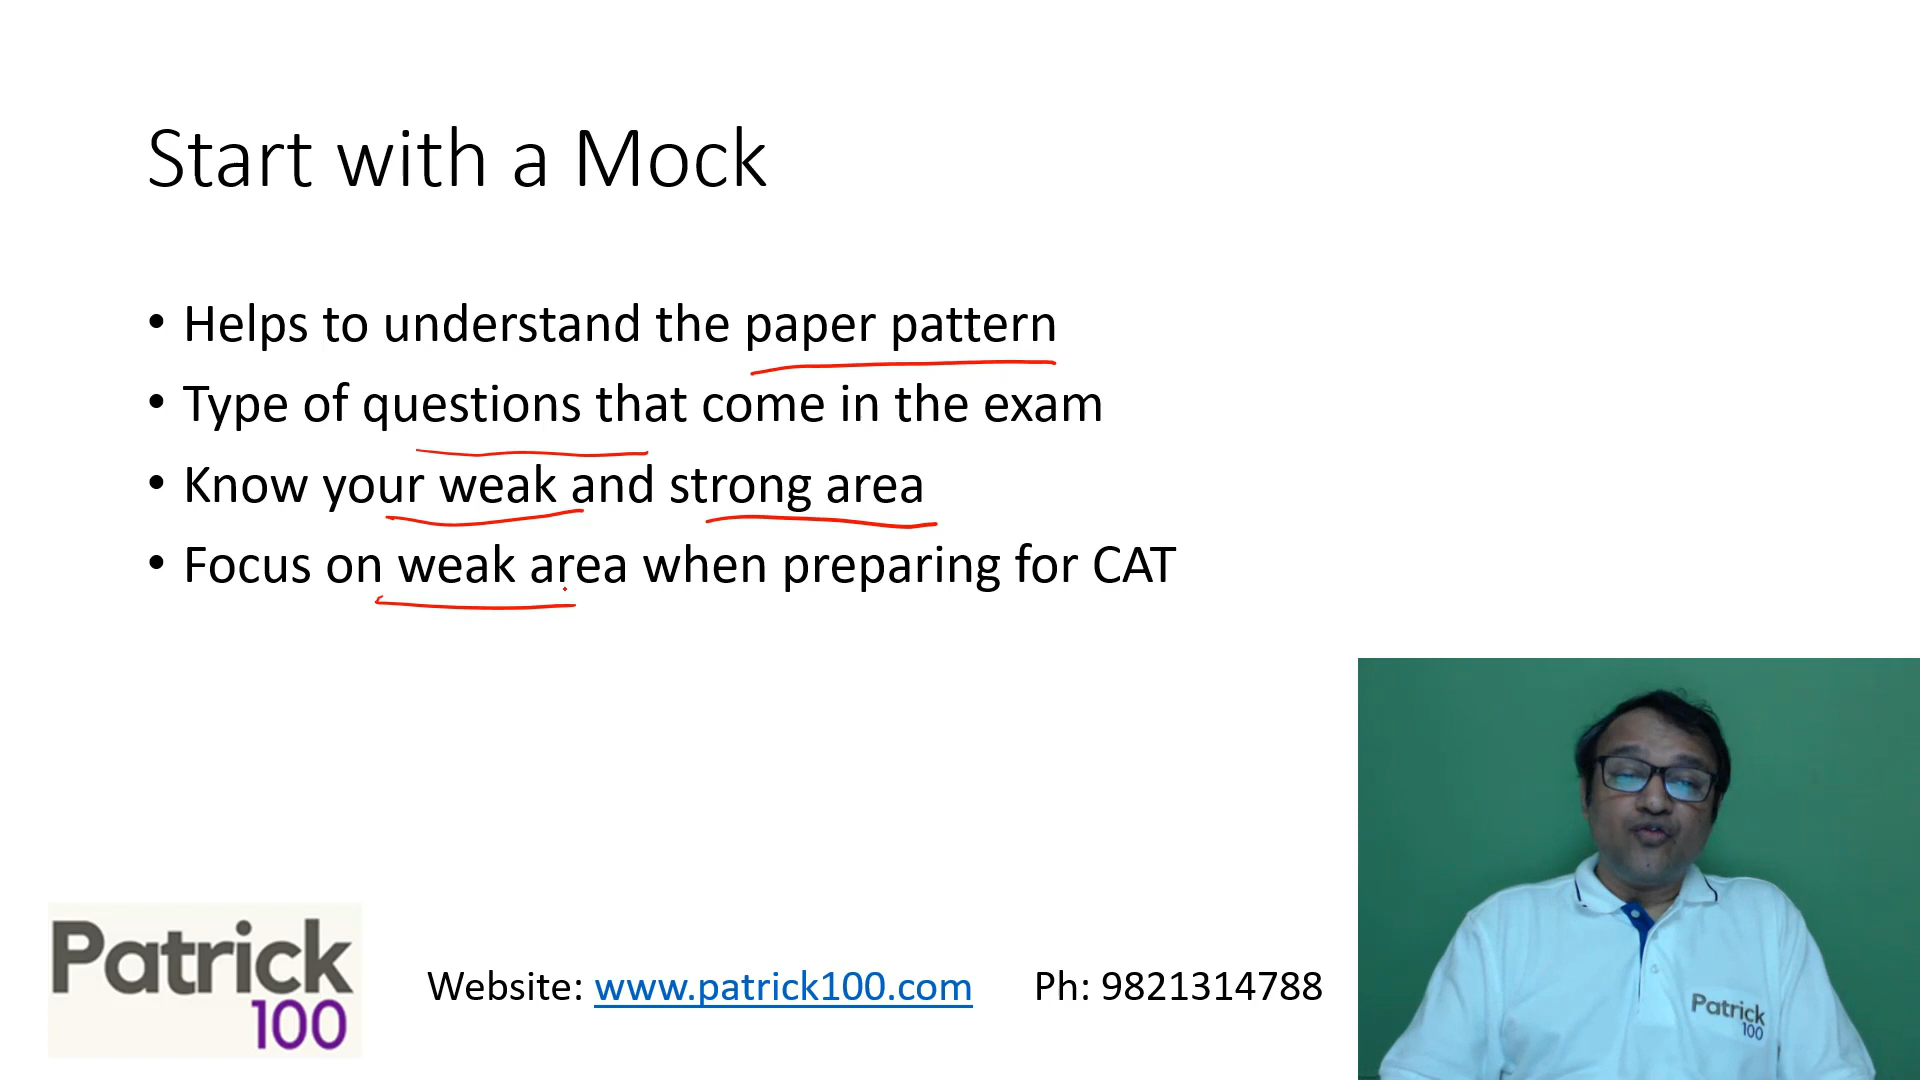 Start with a Mock
• Helps to understand the paper pattern
• Type of questions that come in the exam
• Know your weak and strong area
• Focus on weak area when preparing for CAT
Patrick
100
Website: www.patrick100.com Ph: 9821314788
Patrick
100